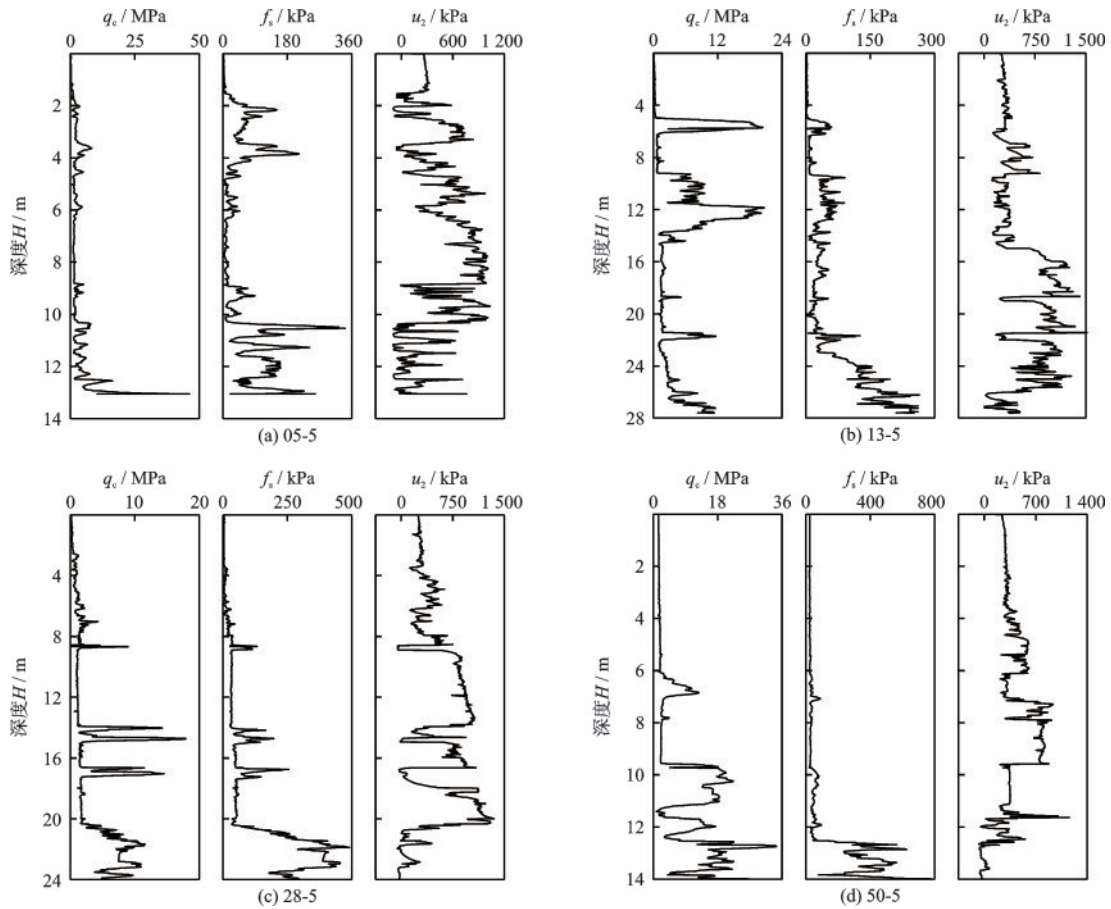 q_c / MPa
0 25 50
f_s / kPa
0 180 360
u_2 / kPa
0 600 1 200
2
4
6
8
10
12
14
深度H / m
(a) 05-5
q_c / MPa
0 12 24
f_s / kPa
0 150 300
u_2 / kPa
0 750 1 500
4
8
12
16
20
24
28
深度H / m
(b) 13-5
q_c / MPa
0 10 20
f_s / kPa
0 250 500
u_2 / kPa
0 750 1 500
4
8
12
16
20
24
深度H / m
(c) 28-5
q_c / MPa
0 18 36
f_s / kPa
0 400 800
u_2 / kPa
0 700 1 400
2
4
6
8
10
12
14
深度H / m
(d) 50-5